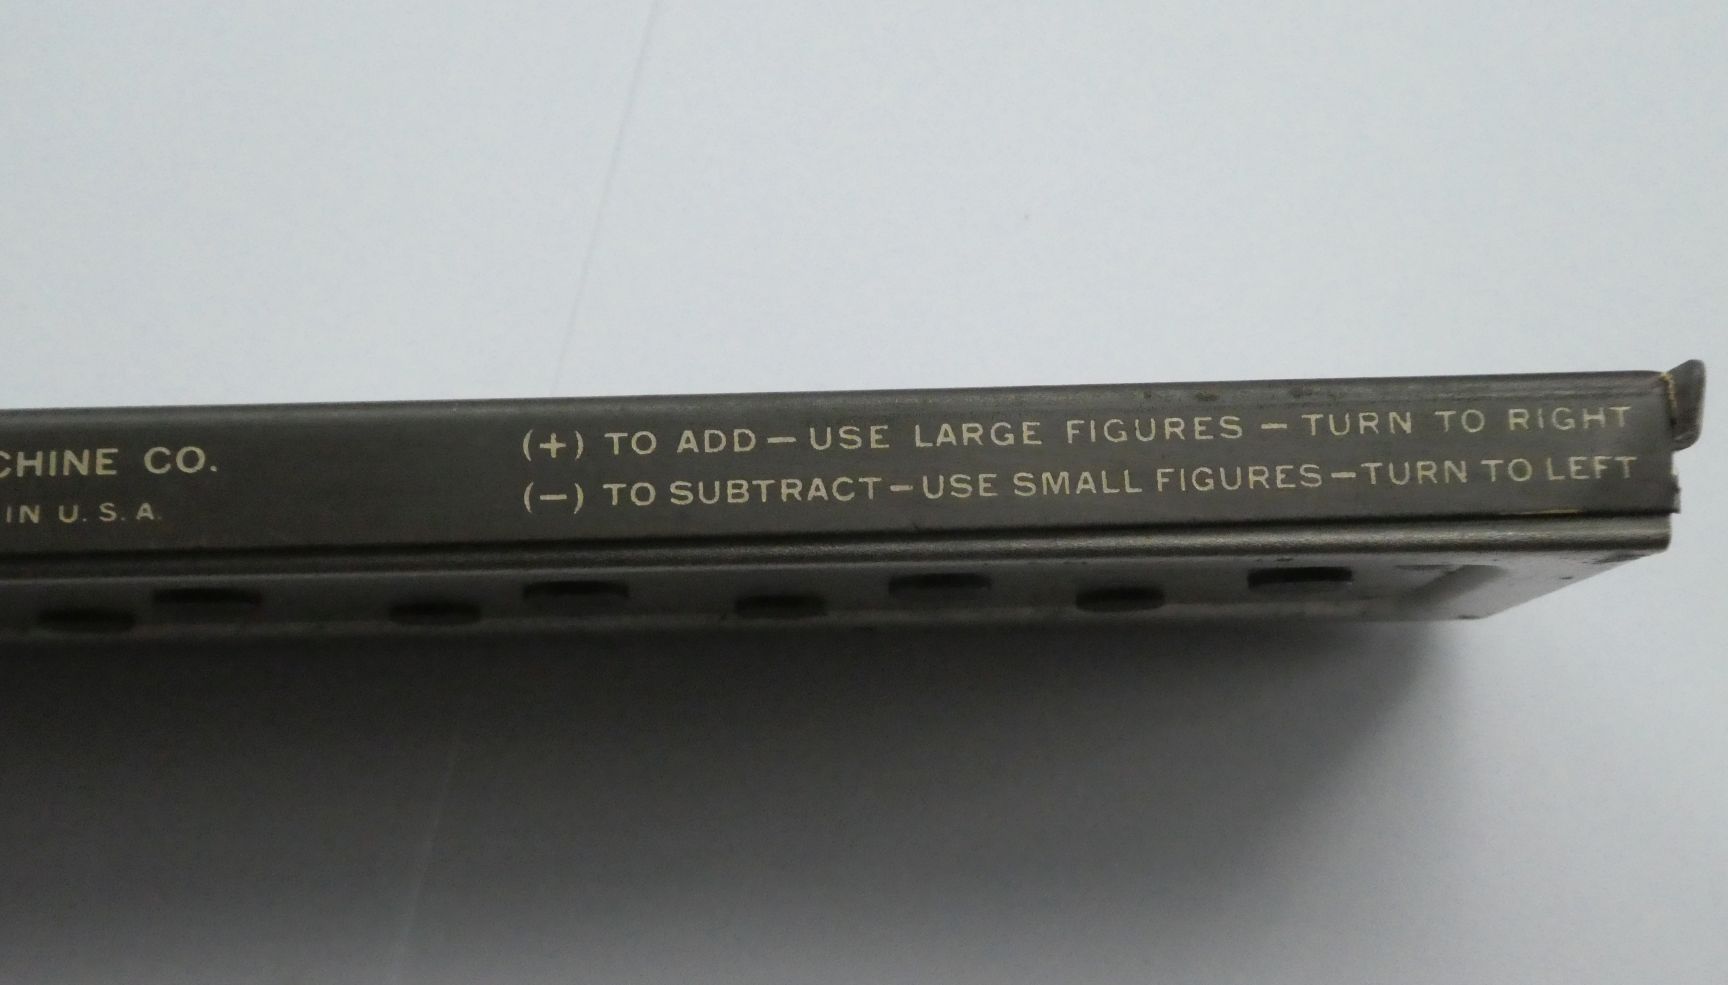 CHINE CO.
IN U. S. A.
(+) TO ADD — USE LARGE FIGURES — TURN TO RIGHT
(—) TO SUBTRACT — USE SMALL FIGURES — TURN TO LEFT